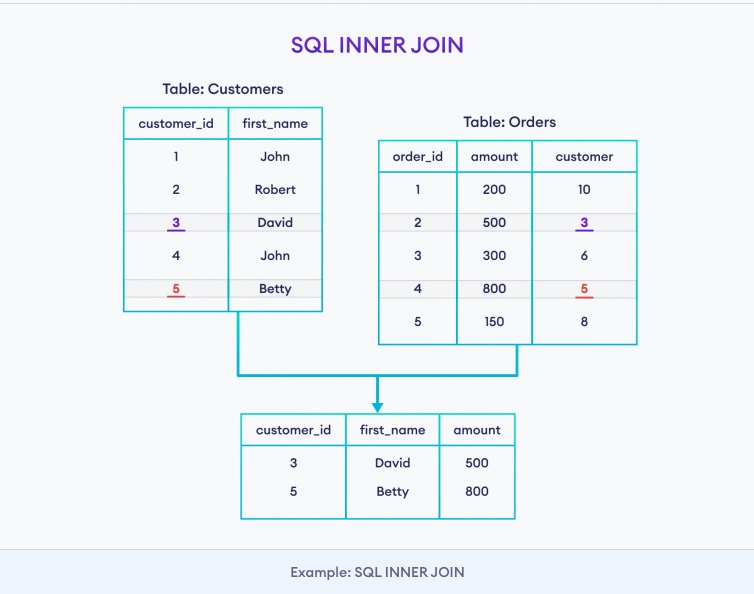 SQL INNER JOIN
Table: Customers
customer_id first_name
1 John
2 Robert
3 David
4 John
5 Betty
Table: Orders
order_id amount customer
1 200 10
2 500 3
3 300 6
4 800 5
5 150 8
customer_id first_name amount
3 David 500
5 Betty 800
Example: SQL INNER JOIN